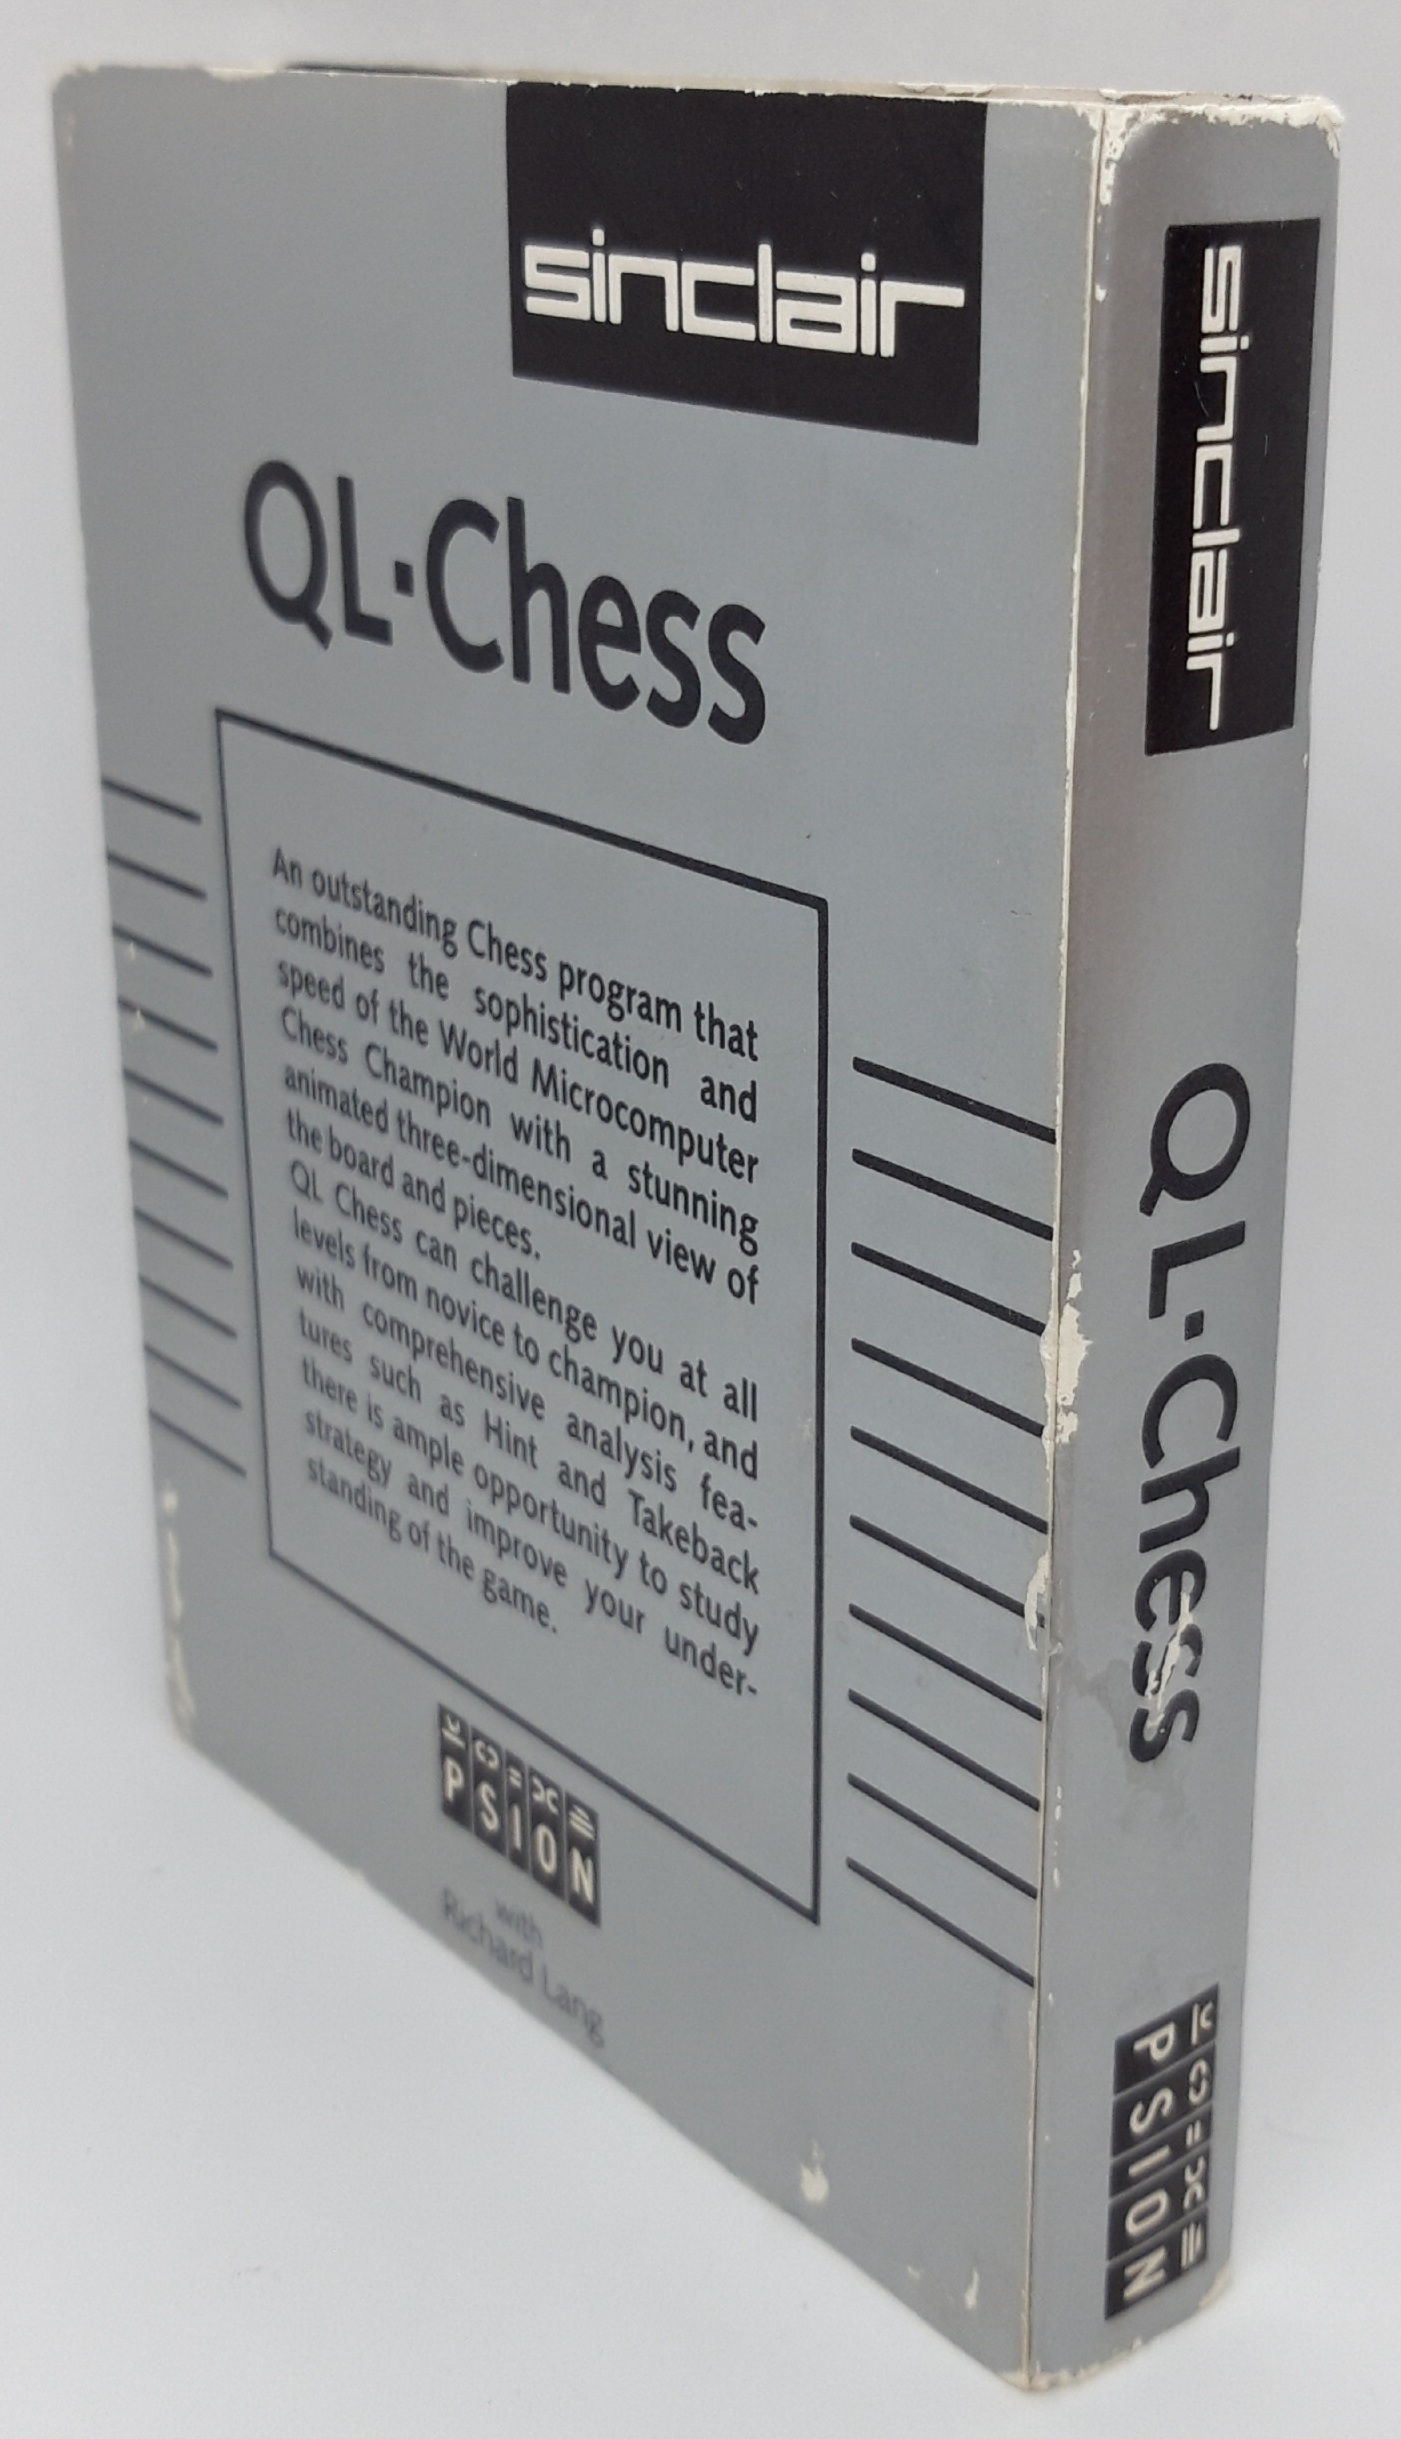 sinclair
QL·Chess
An outstanding Chess program that
combines the sophistication and
speed of the World Microcomputer
Chess Champion with a stunning
animated three-dimensional view of
the board and pieces.
QL Chess can challenge you at all
levels from novice to champion, and
with comprehensive analysis fea-
tures such as Hint and Takeback
there is ample opportunity to study
strategy and improve your under-
standing of the game.
PSION
with
Richard Lang
sinclair
QL·Chess
PSION